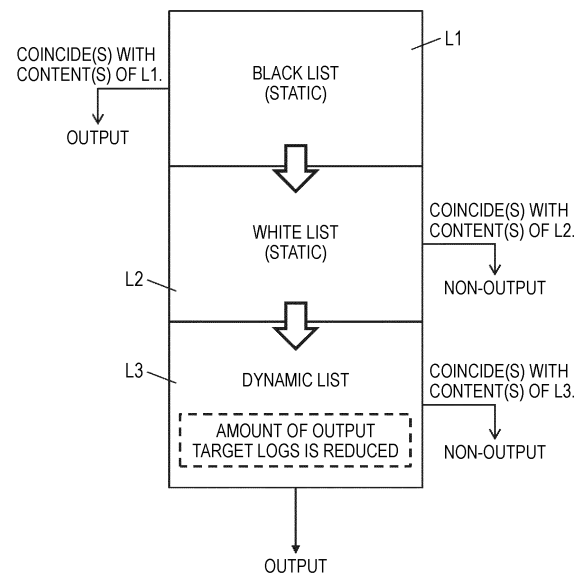 L1
COINCIDE(S) WITH
CONTENT(S) OF L1.
BLACK LIST
(STATIC)
OUTPUT
COINCIDE(S) WITH
CONTENT(S) OF L2.
WHITE LIST
(STATIC)
L2
NON-OUTPUT
L3
COINCIDE(S) WITH
CONTENT(S) OF L3.
DYNAMIC LIST
AMOUNT OF OUTPUT
TARGET LOGS IS REDUCED
NON-OUTPUT
OUTPUT